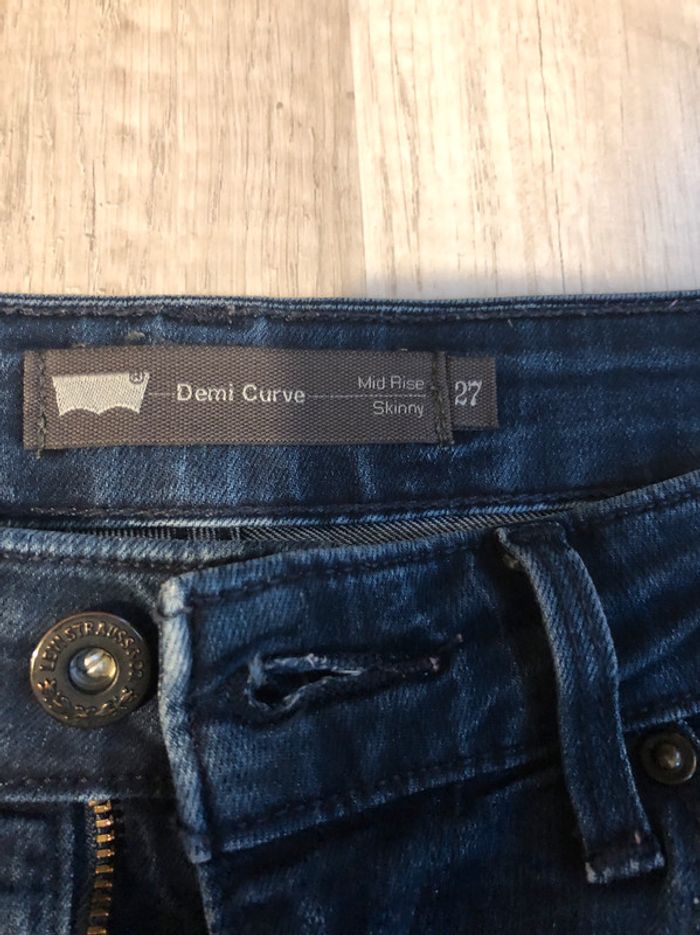 Demi Curve
Mid Rise
Skinny
27
®
LEVI STRAUSS & CO